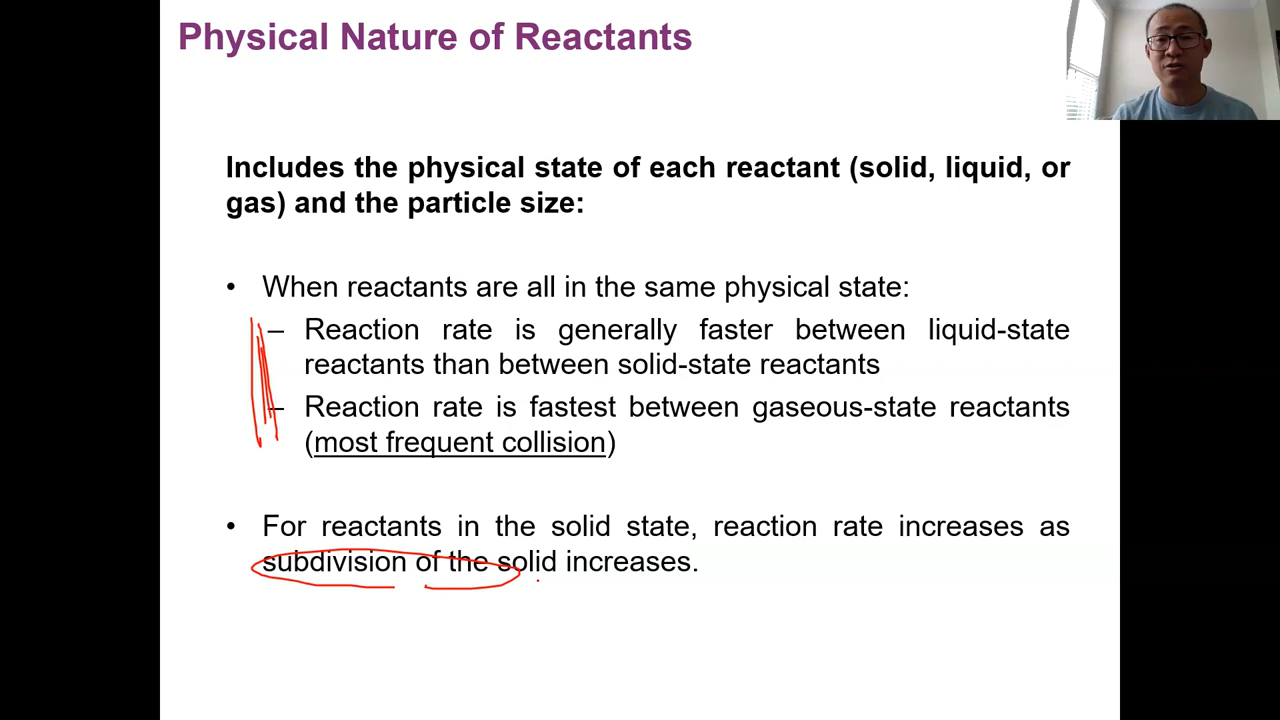 Physical Nature of Reactants
Includes the physical state of each reactant (solid, liquid, or
gas) and the particle size:
• When reactants are all in the same physical state:
– Reaction rate is generally faster between liquid-state
reactants than between solid-state reactants
– Reaction rate is fastest between gaseous-state reactants
(most frequent collision)
• For reactants in the solid state, reaction rate increases as
subdivision of the solid increases.